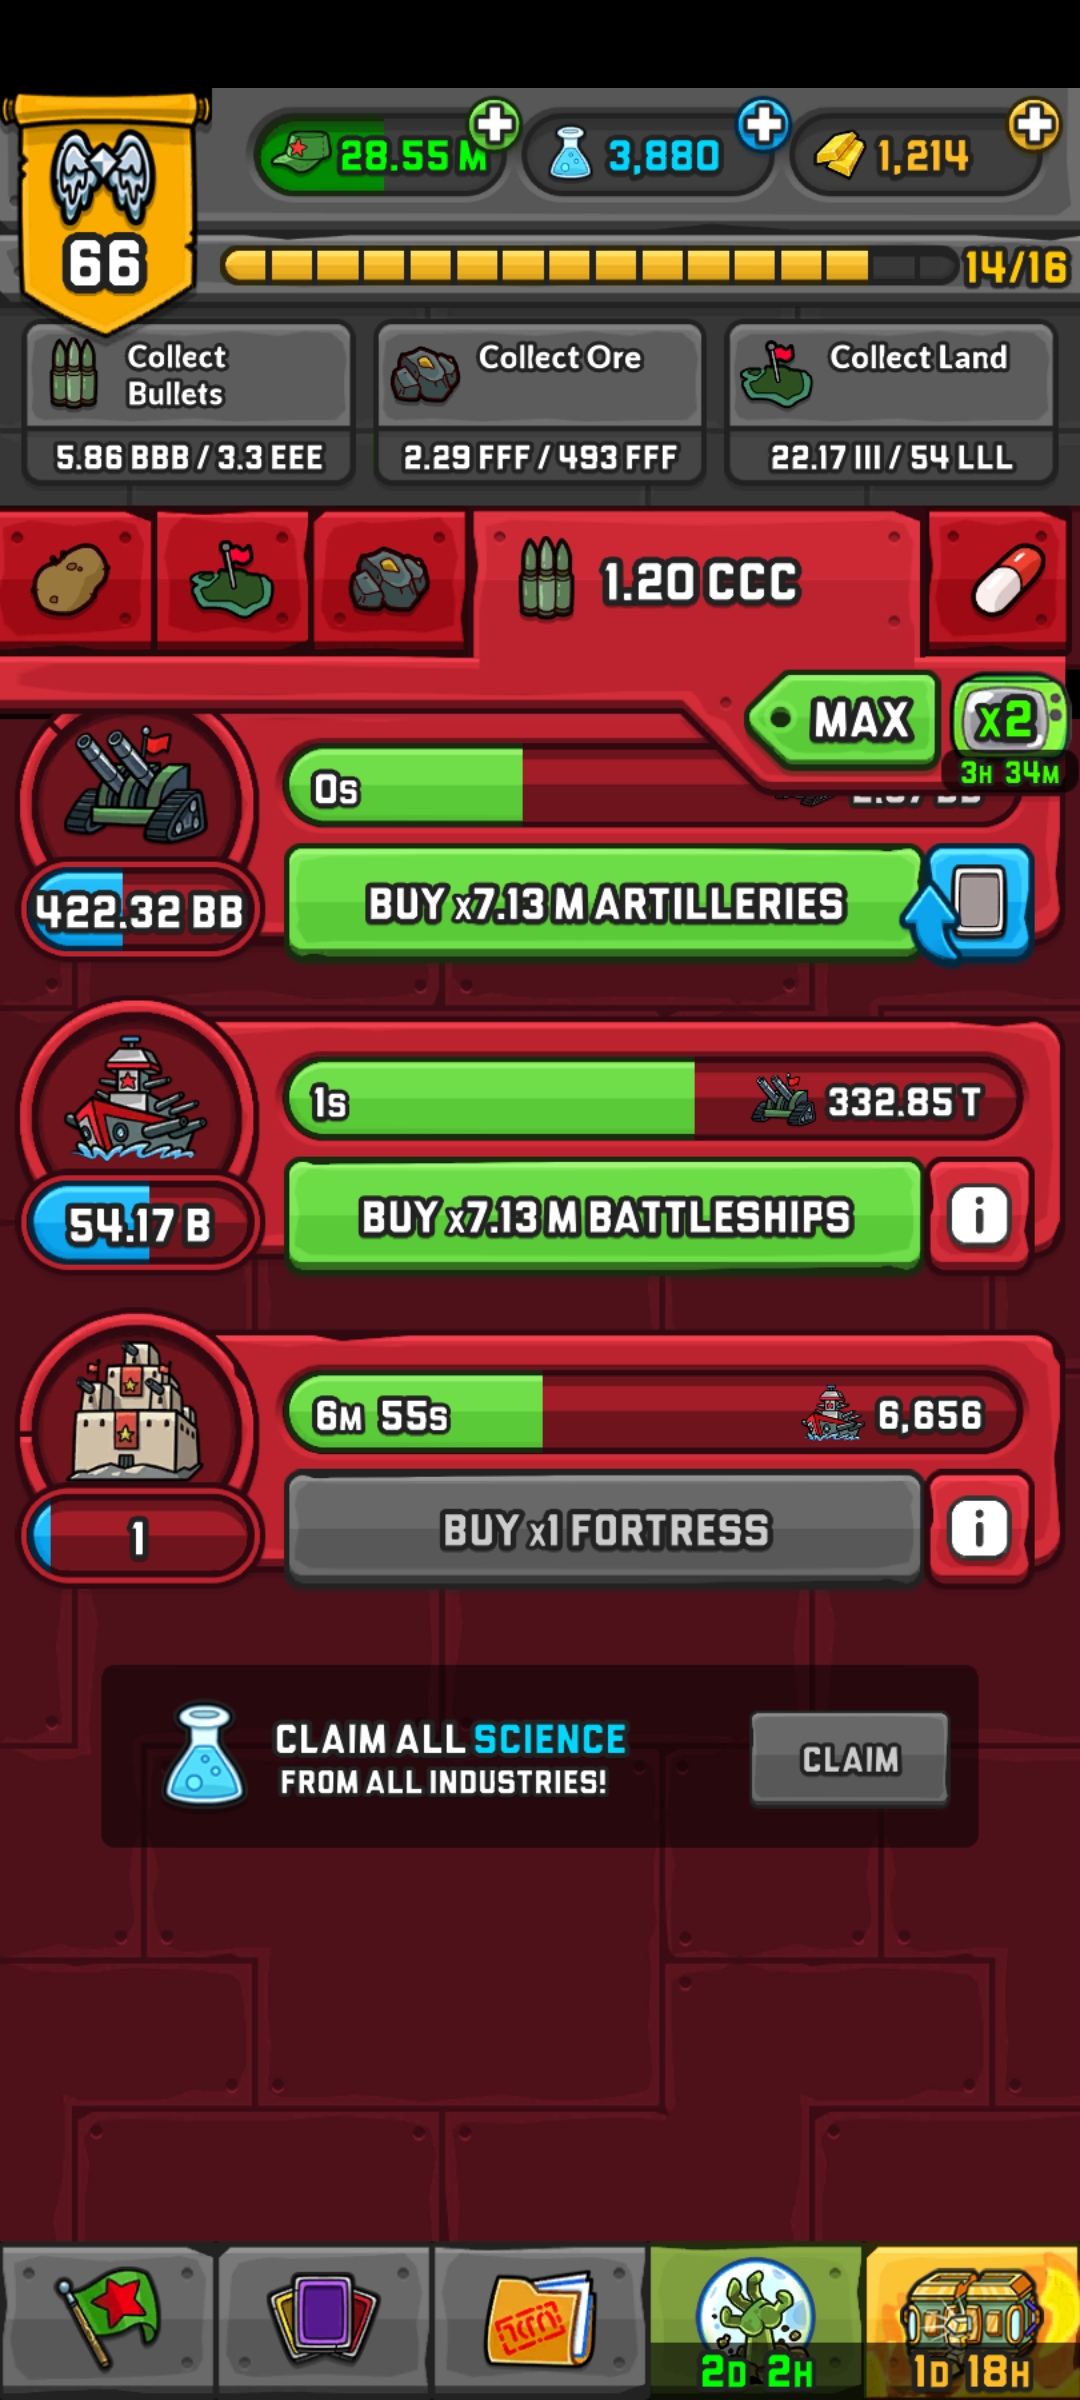 28.55 M
3,880
1,214
66
14/16
Collect
Bullets
Collect Ore
Collect Land
5.86 BBB / 3.3 EEE
2.29 FFF / 493 FFF
22.17 III / 54 LLL
1.20 CCC
MAX
x2
3H 34M
0s
422.32 BB
BUY x7.13 M ARTILLERIES
1s
332.85 T
54.17 B
BUY x7.13 M BATTLESHIPS
i
6M 55s
6,656
1
BUY x1 FORTRESS
i
CLAIM ALL SCIENCE
FROM ALL INDUSTRIES!
CLAIM
2D 2H
1D 18H